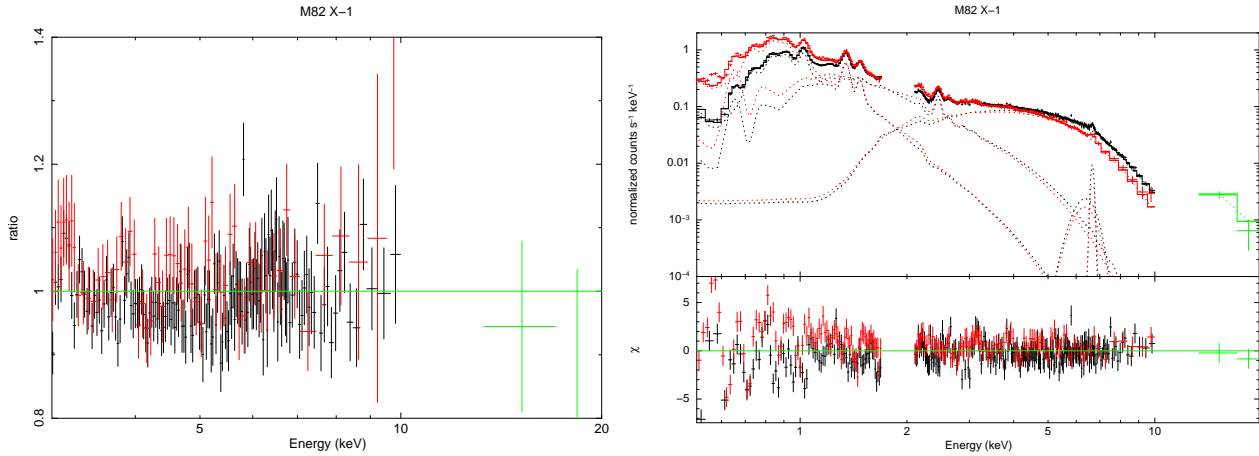 M82 X−1
1.4
1.2
1
0.8
ratio
5
10
20
Energy (keV)
M82 X−1
1
0.1
0.01
10−3
10−4
normalized counts s−1 keV−1
5
0
−5
χ
1
2
5
10
Energy (keV)